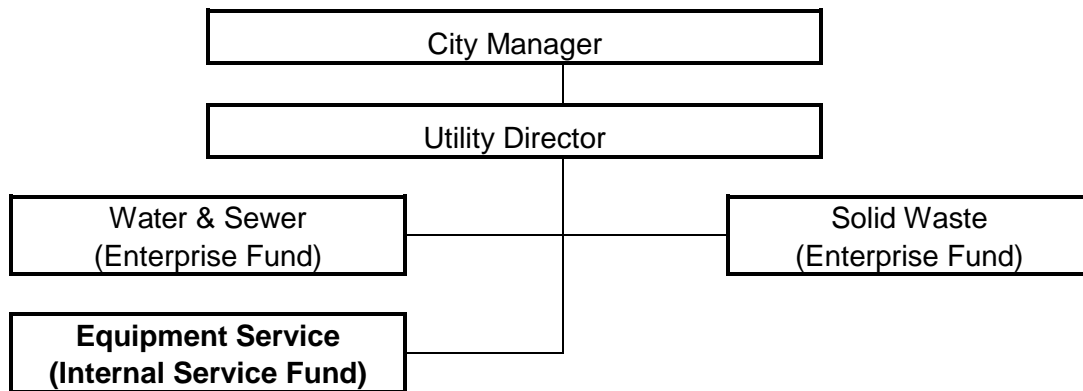 City Manager
Utility Director
Water & Sewer
(Enterprise Fund)
Solid Waste
(Enterprise Fund)
Equipment Service
(Internal Service Fund)